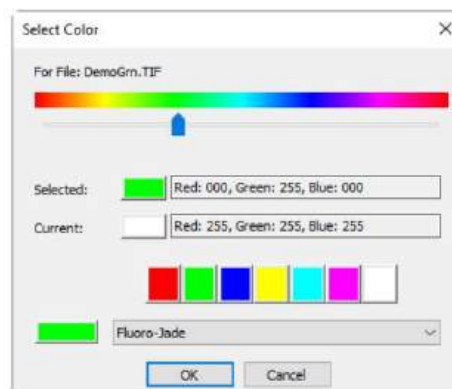 Select Color
For File: DemoGrn.TIF
Selected: Red: 000, Green: 255, Blue: 000
Current: Red: 255, Green: 255, Blue: 255
Fluoro-Jade
OK Cancel